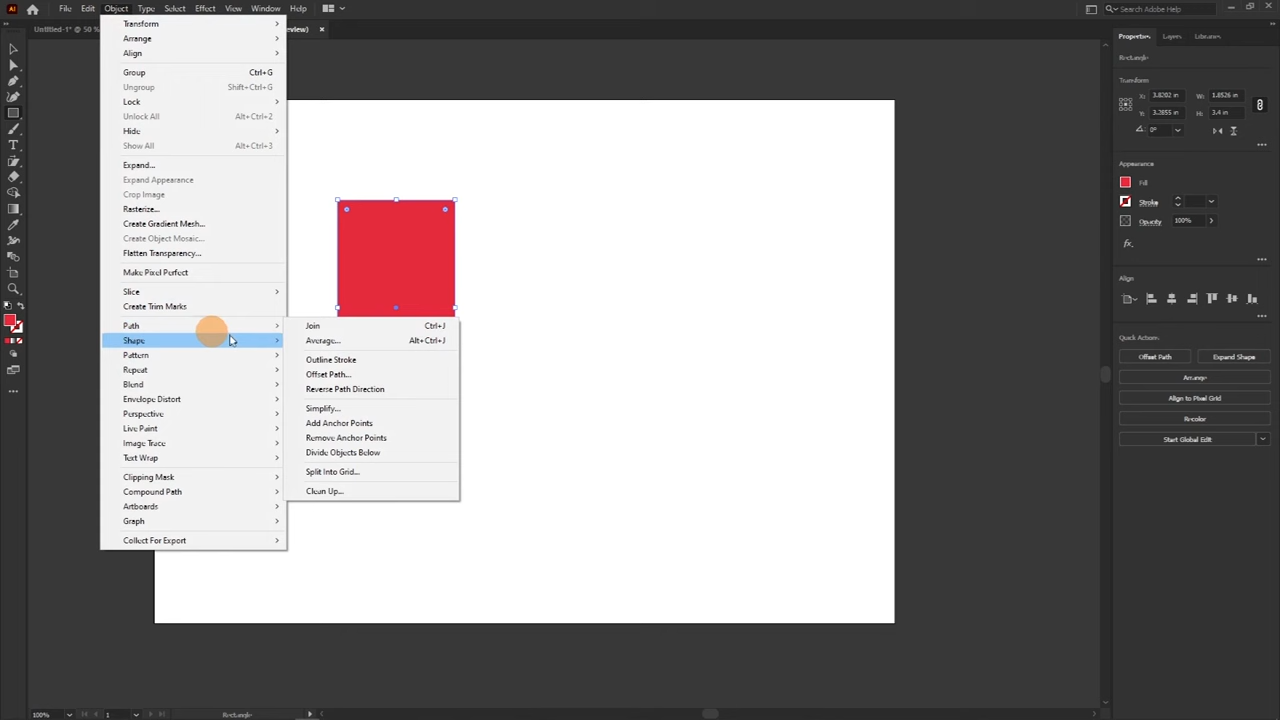 Ai File Edit Object Type Select Effect View Window Help Search Adobe Help
Untitled-1* @ 50 %
Transform
Arrange
Align
Group Ctrl+G
Ungroup Shift+Ctrl+G
Lock
Unlock All Alt+Ctrl+2
Hide
Show All Alt+Ctrl+3
Expand...
Expand Appearance
Crop Image
Rasterize...
Create Gradient Mesh...
Create Object Mosaic...
Flatten Transparency...
Make Pixel Perfect
Slice
Create Trim Marks
Path
Shape
Pattern
Repeat
Blend
Envelope Distort
Perspective
Live Paint
Image Trace
Text Wrap
Clipping Mask
Compound Path
Artboards
Graph
Collect For Export
Join Ctrl+J
Average... Alt+Ctrl+J
Outline Stroke
Offset Path...
Reverse Path Direction
Simplify...
Add Anchor Points
Remove Anchor Points
Divide Objects Below
Split Into Grid...
Clean Up...
Properties Layers Libraries
Rectangle
Transform
X: 3.8202 in W: 1.8526 in
Y: 3.2855 in H: 3.4 in
0°
Appearance
Fill
Stroke
Opacity 100%
fx.
Align
Quick Actions
Offset Path Expand Shape
Arrange
Align to Pixel Grid
Recolor
Start Global Edit
100% 1 Rectangle